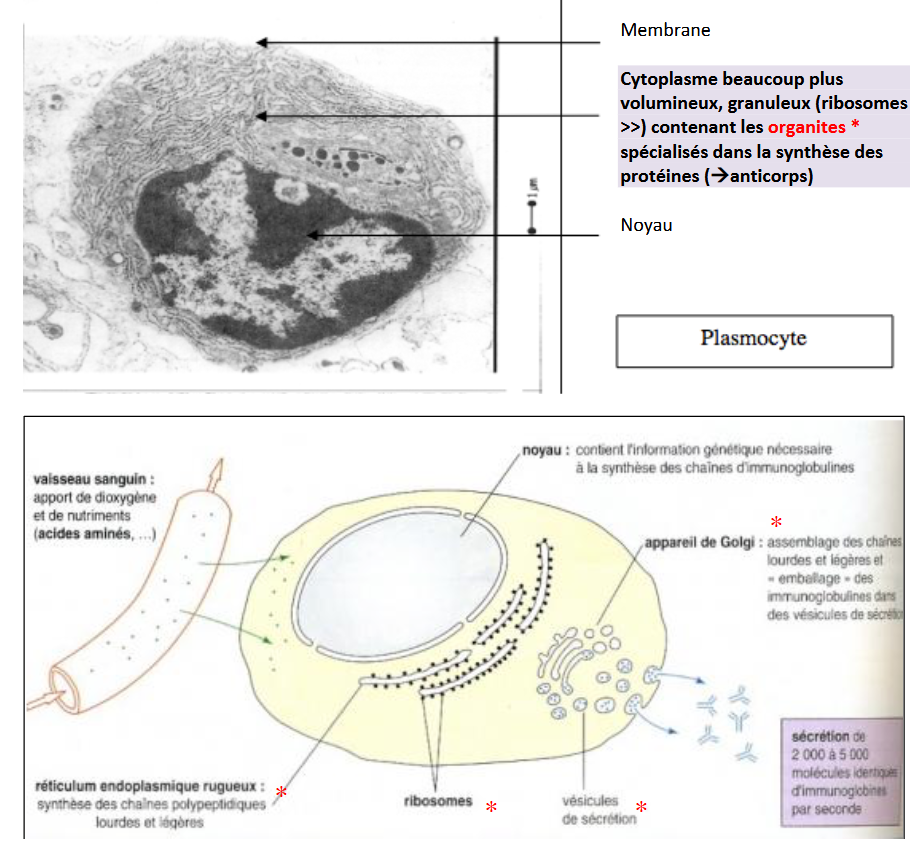 Membrane
Cytoplasme beaucoup plus
volumineux, granuleux (ribosomes
>>) contenant les organites *
spécialisés dans la synthèse des
protéines (→anticorps)
1 µm
Noyau
Plasmocyte
noyau : contient l'information génétique nécessaire
à la synthèse des chaînes d'immunoglobulines
vaisseau sanguin :
apport de dioxygène
et de nutriments
(acides aminés, ...)
*
appareil de Golgi : assemblage des chaînes
lourdes et légères et
« emballage » des
immunoglobulines dans
des vésicules de sécrétion
sécrétion de
2 000 à 5 000
molécules identiques
d'immunoglobines
par seconde
réticulum endoplasmique rugueux : *
synthèse des chaînes polypeptidiques
lourdes et légères
ribosomes *
vésicules
de sécrétion *